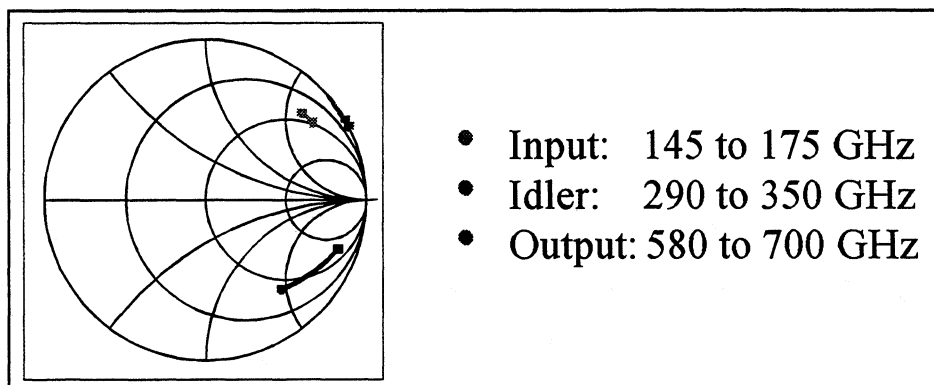 • Input: 145 to 175 GHz
• Idler: 290 to 350 GHz
• Output: 580 to 700 GHz